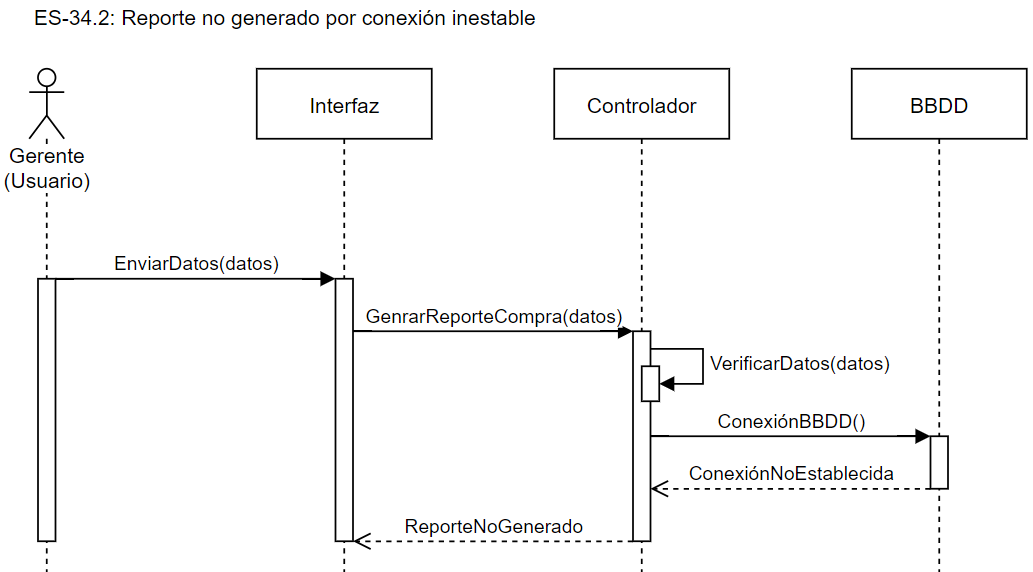 ES-34.2: Reporte no generado por conexión inestable
Interfaz
Controlador
BBDD
Gerente
(Usuario)
EnviarDatos(datos)
GenrarReporteCompra(datos)
VerificarDatos(datos)
ConexiónBBDD()
ConexiónNoEstablecida
ReporteNoGenerado